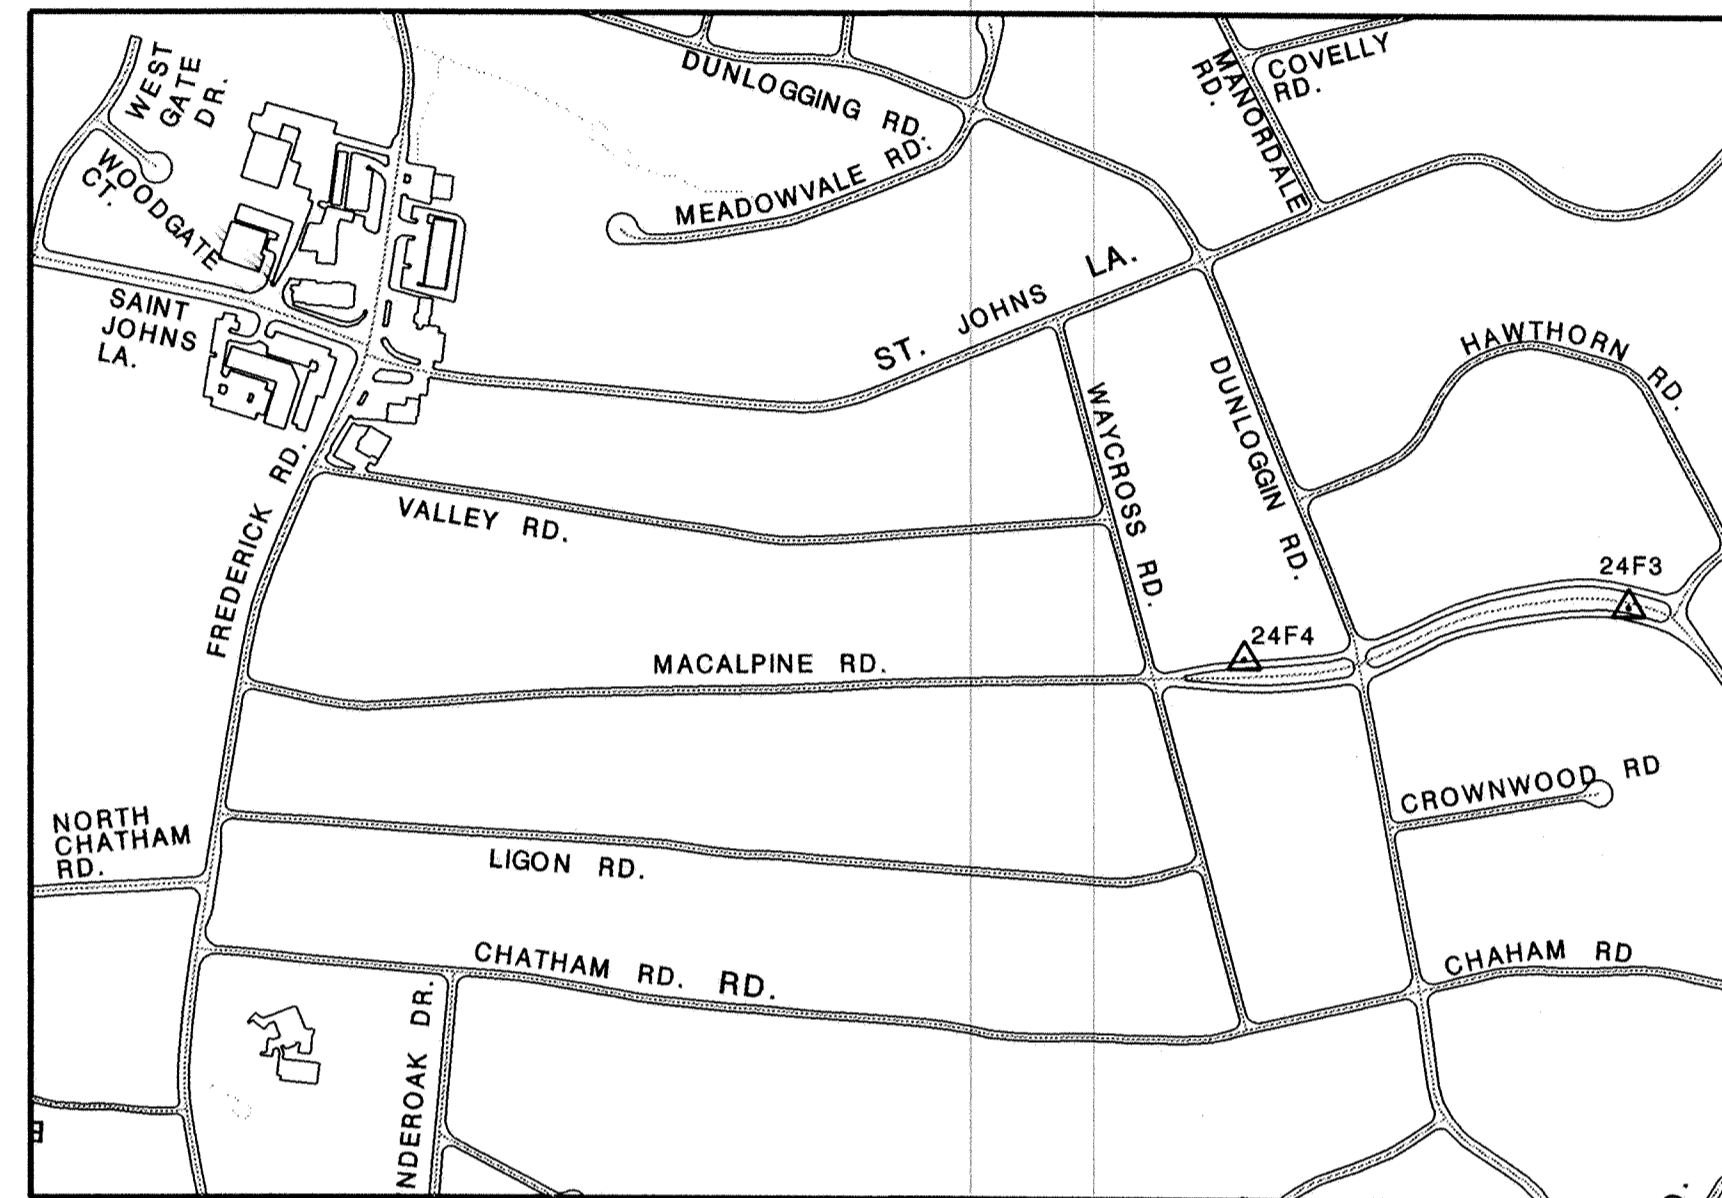 WEST
GATE
DR.
WOODGATE
CT.
SAINT
JOHNS
LA.
DUNLOGGING RD.
MEADOWVALE RD.
MANORDALE
RD.
COVELLY
RD.
ST. JOHNS LA.
HAWTHORN RD.
DUNLOGGIN RD.
WAYCROSS RD.
FREDERICK RD.
VALLEY RD.
24F3
24F4
MACALPINE RD.
CROWNWOOD RD
NORTH
CHATHAM
RD.
LIGON RD.
CHATHAM RD. RD.
CHAHAM RD
NDEROAK DR.